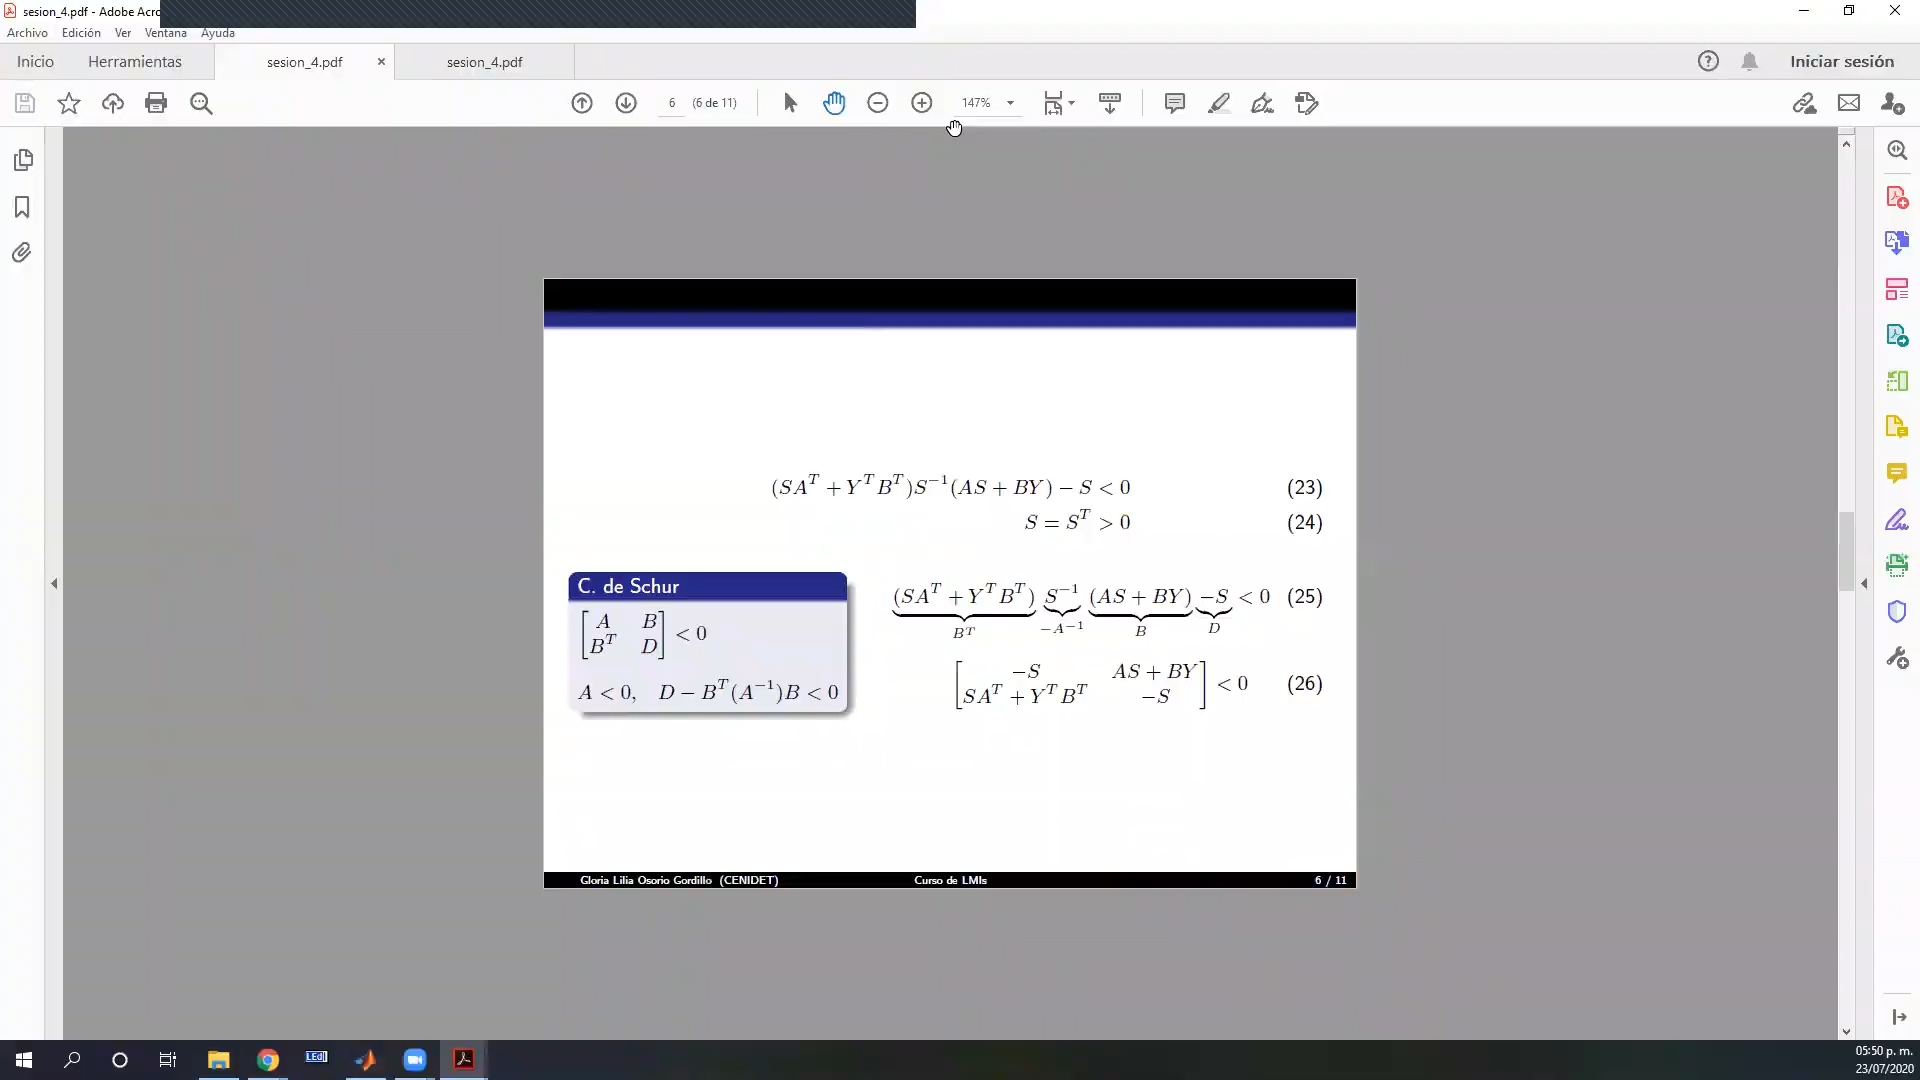 sesion_4.pdf - Adobe Acro
Archivo Edición Ver Ventana Ayuda
Inicio Herramientas sesion_4.pdf × sesion_4.pdf Iniciar sesión
6 (6 de 11) 147%
(SA^T + Y^T B^T)S^{-1}(AS + BY) − S < 0 (23)
S = S^T > 0 (24)
C. de Schur
[A B; B^T D] < 0
A < 0, D − B^T(A^{-1})B < 0
(SA^T + Y^T B^T) S^{-1} (AS + BY) −S < 0 (25)
B^T −A^{-1} B D
[−S AS + BY; SA^T + Y^T B^T −S] < 0 (26)
Gloria Lilia Osorio Gordillo (CENIDET) Curso de LMIs 6 / 11
LEdI
05:50 p. m.
23/07/2020